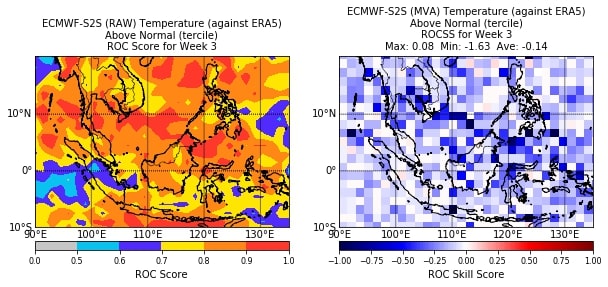 ECMWF-S2S (RAW) Temperature (against ERA5)
Above Normal (tercile)
ROC Score for Week 3
10°N
0°
10°S
90°E 100°E 110°E 120°E 130°E
0.0 0.5 0.6 0.7 0.8 0.9 1.0
ROC Score
ECMWF-S2S (MVA) Temperature (against ERA5)
Above Normal (tercile)
ROCSS for Week 3
Max: 0.08 Min: -1.63 Ave: -0.14
10°N
0°
10°S
90°E 100°E 110°E 120°E 130°E
−1.00 −0.75 −0.50 −0.25 0.00 0.25 0.50 0.75 1.00
ROC Skill Score